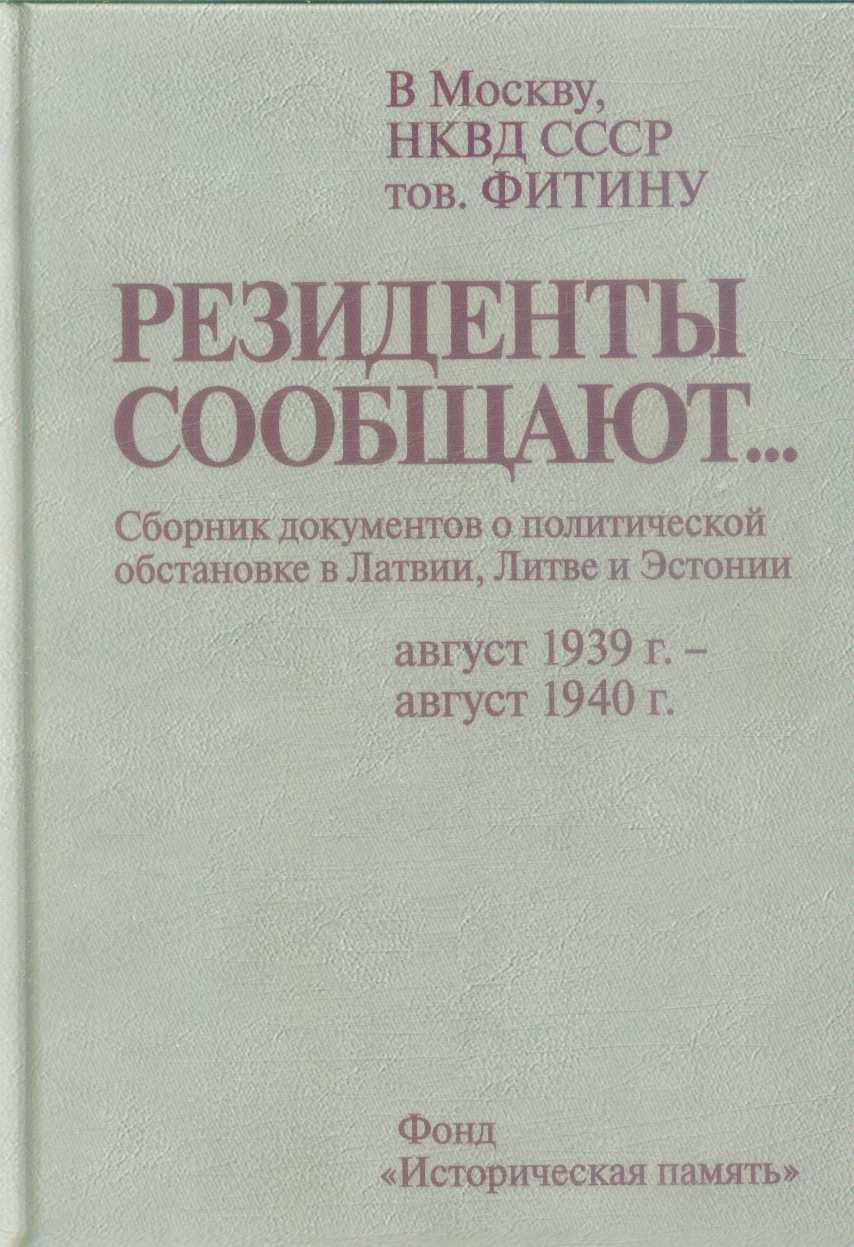 В Москву,
НКВД СССР
тов. ФИТИНУ
РЕЗИДЕНТЫ
СООБЩАЮТ...
Сборник документов о политической
обстановке в Латвии, Литве и Эстонии
август 1939 г. –
август 1940 г.
Фонд
«Историческая память»